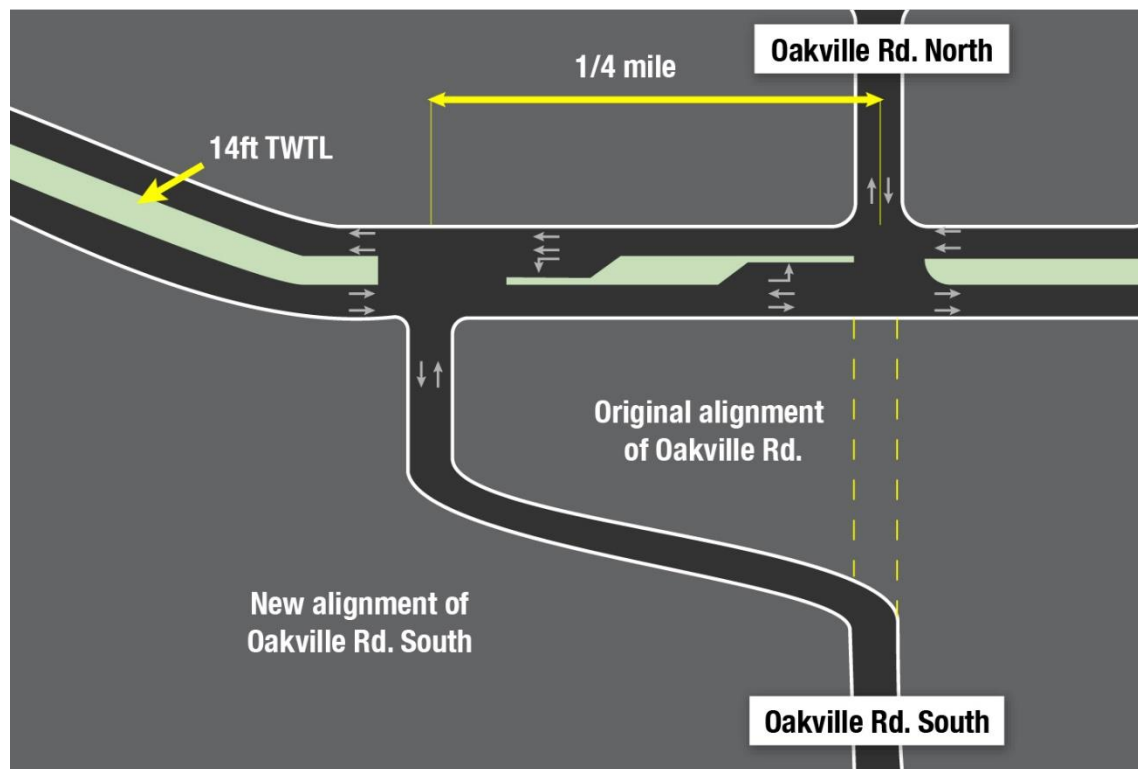 Oakville Rd. North
1/4 mile
14ft TWTL
Original alignment
of Oakville Rd.
New alignment of
Oakville Rd. South
Oakville Rd. South